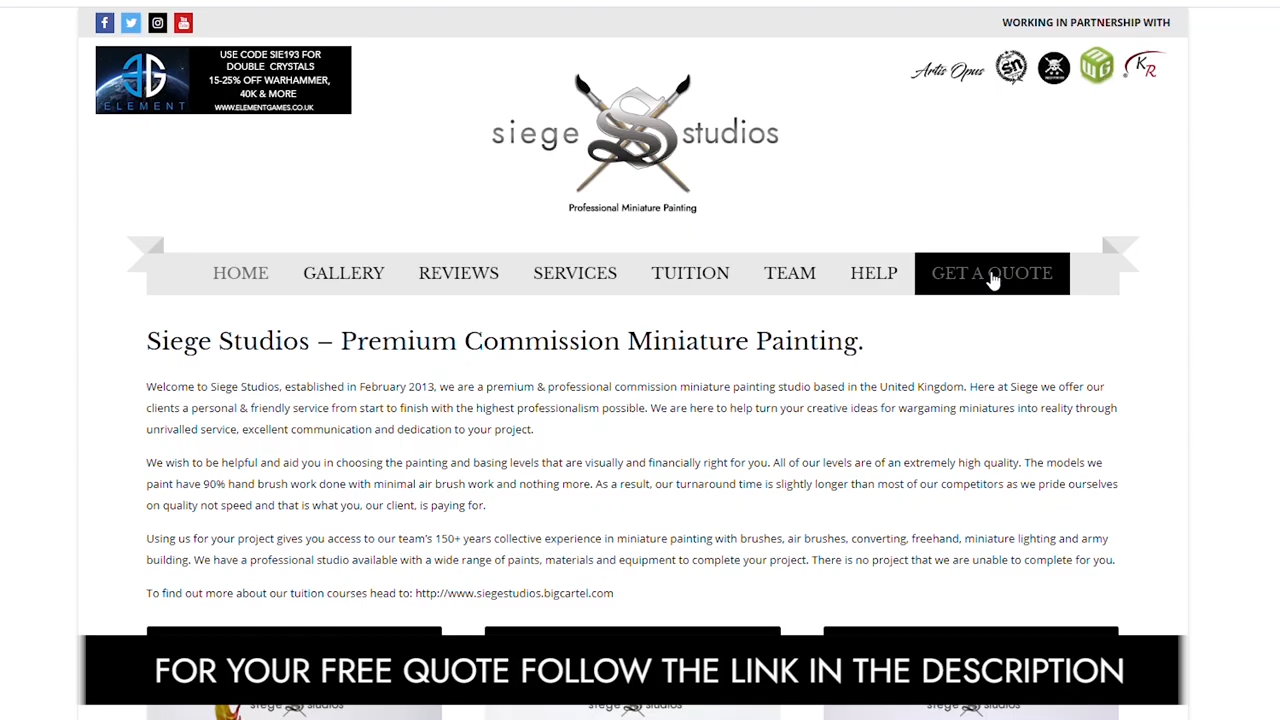 WORKING IN PARTNERSHIP WITH
USE CODE SIE193 FOR
DOUBLE CRYSTALS
15-25% OFF WARHAMMER,
40K & MORE
WWW.ELEMENTGAMES.CO.UK
ELEMENT
Artis Opus
KR
siege studios
Professional Miniature Painting
HOME GALLERY REVIEWS SERVICES TUITION TEAM HELP GET A QUOTE
Siege Studios – Premium Commission Miniature Painting.
Welcome to Siege Studios, established in February 2013, we are a premium & professional commission miniature painting studio based in the United Kingdom. Here at Siege we offer our
clients a personal & friendly service from start to finish with the highest professionalism possible. We are here to help turn your creative ideas for wargaming miniatures into reality through
unrivalled service, excellent communication and dedication to your project.
We wish to be helpful and aid you in choosing the painting and basing levels that are visually and financially right for you. All of our levels are of an extremely high quality. The models we
paint have 90% hand brush work done with minimal air brush work and nothing more. As a result, our turnaround time is slightly longer than most of our competitors as we pride ourselves
on quality not speed and that is what you, our client, is paying for.
Using us for your project gives you access to our team's 150+ years collective experience in miniature painting with brushes, air brushes, converting, freehand, miniature lighting and army
building. We have a professional studio available with a wide range of paints, materials and equipment to complete your project. There is no project that we are unable to complete for you.
To find out more about our tuition courses head to: http://www.siegestudios.bigcartel.com
FOR YOUR FREE QUOTE FOLLOW THE LINK IN THE DESCRIPTION